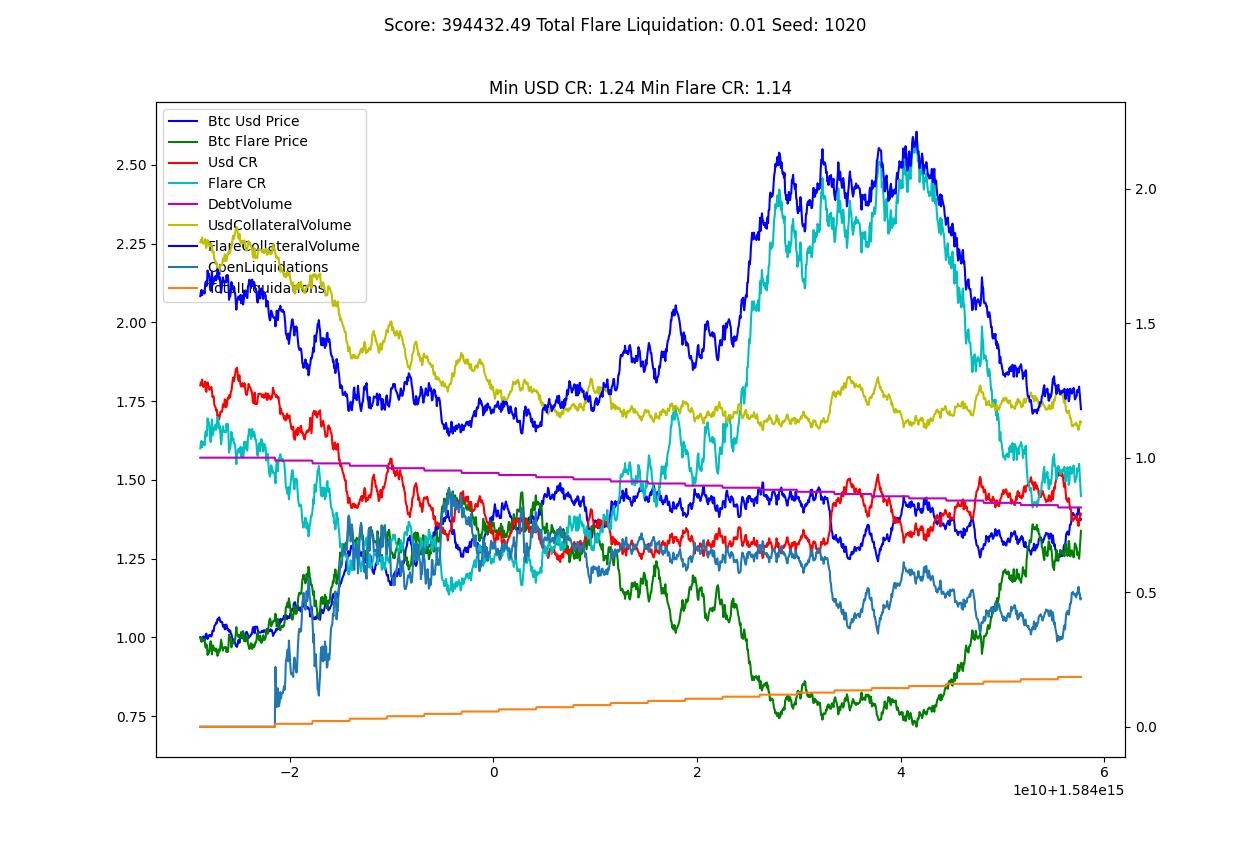 Score: 394432.49 Total Flare Liquidation: 0.01 Seed: 1020
Min USD CR: 1.24 Min Flare CR: 1.14
Btc Usd Price
Btc Flare Price
Usd CR
Flare CR
DebtVolume
UsdCollateralVolume
FlareCollateralVolume
OpenLiquidations
TotalLiquidations
2.50
2.25
2.00
1.75
1.50
1.25
1.00
0.75
2.0
1.5
1.0
0.5
0.0
−2 0 2 4 6
1e10+1.584e15